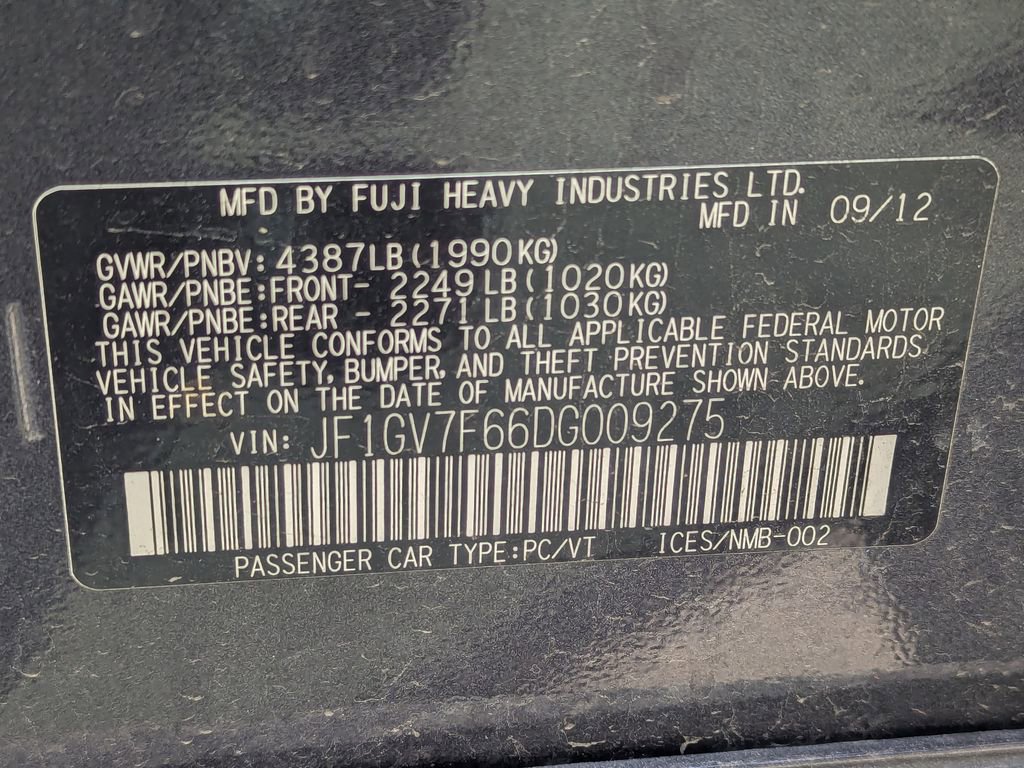 MFD BY FUJI HEAVY INDUSTRIES LTD.
MFD IN 09/12
GVWR/PNBV: 4387LB(1990KG)
GAWR/PNBE:FRONT- 2249LB(1020KG)
GAWR/PNBE:REAR - 2271LB(1030KG)
THIS VEHICLE CONFORMS TO ALL APPLICABLE FEDERAL MOTOR
VEHICLE SAFETY, BUMPER, AND THEFT PREVENTION STANDARDS
IN EFFECT ON THE DATE OF MANUFACTURE SHOWN ABOVE.
VIN: JF1GV7F66DG009275
PASSENGER CAR TYPE:PC/VT ICES/NMB-002